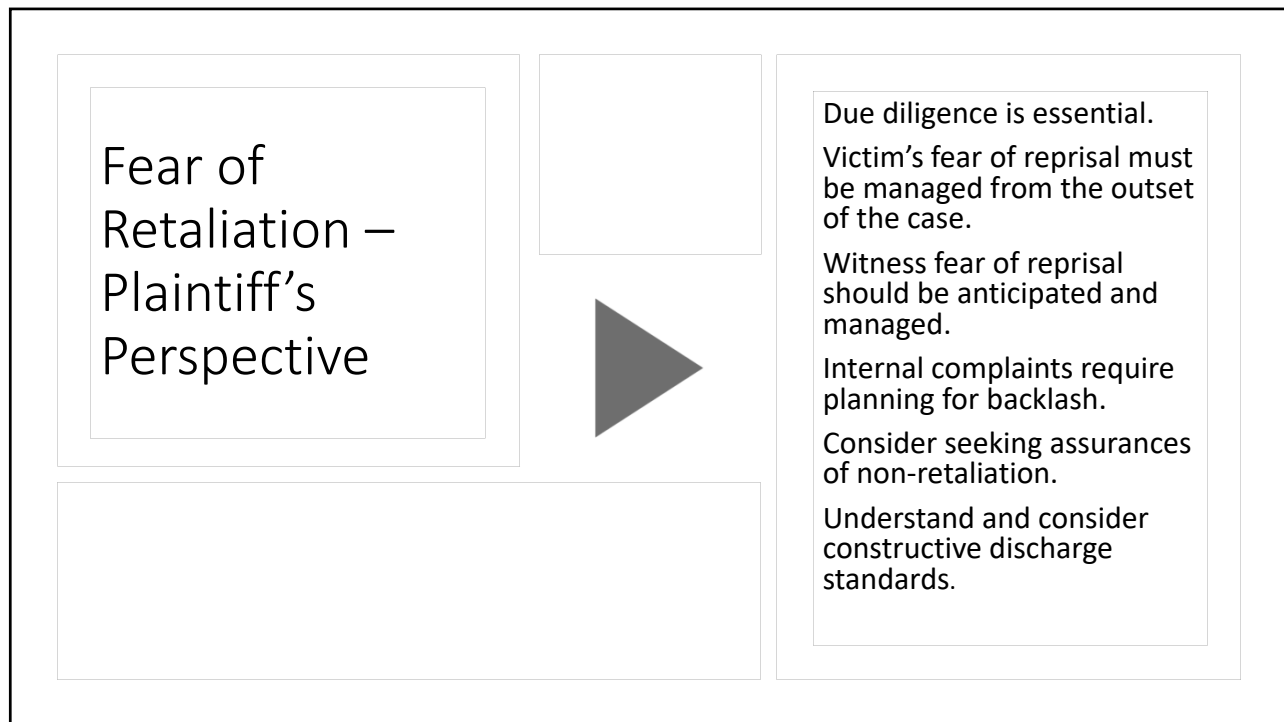 Fear of
Retaliation –
Plaintiff’s
Perspective
Due diligence is essential.
Victim’s fear of reprisal must
be managed from the outset
of the case.
Witness fear of reprisal
should be anticipated and
managed.
Internal complaints require
planning for backlash.
Consider seeking assurances
of non-retaliation.
Understand and consider
constructive discharge
standards.